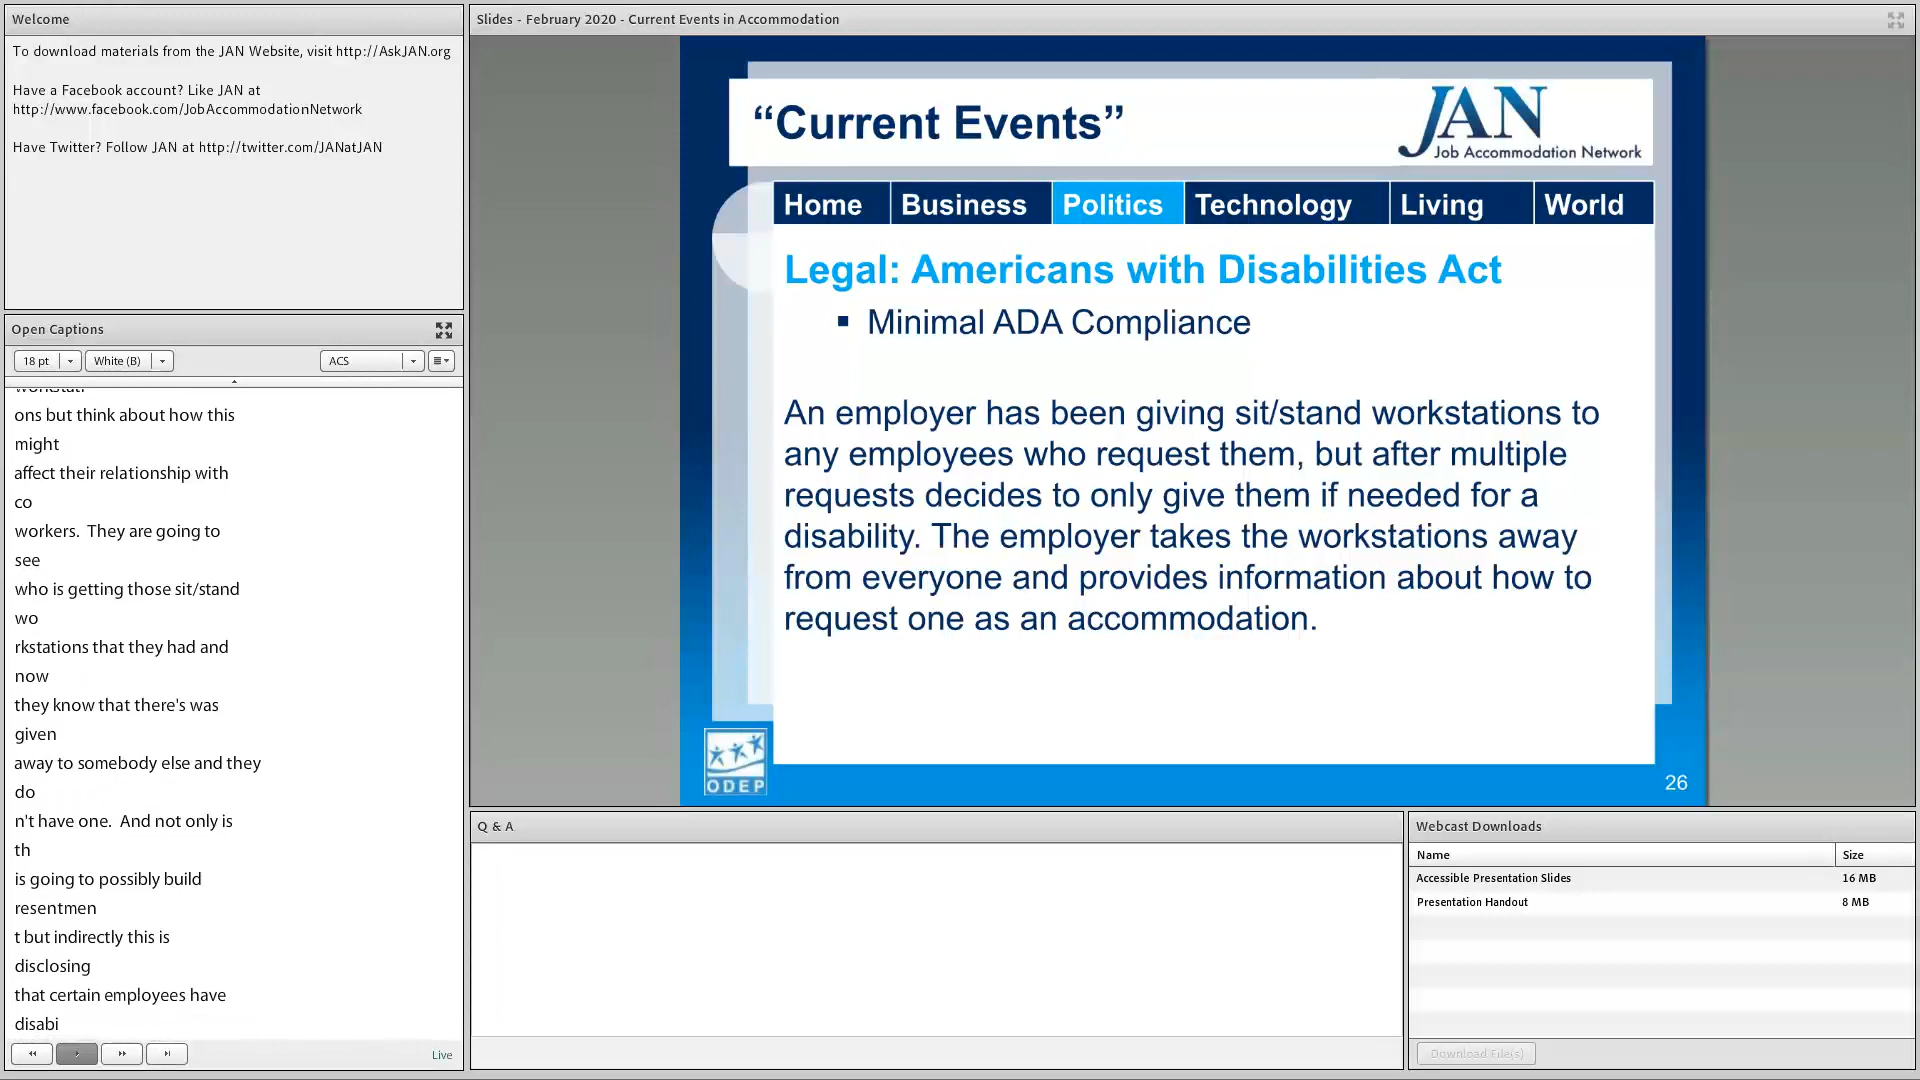 Welcome
To download materials from the JAN Website, visit http://AskJAN.org
Have a Facebook account? Like JAN at
http://www.facebook.com/JobAccommodationNetwork
Have Twitter? Follow JAN at http://twitter.com/JANatJAN
Open Captions
18 pt
White (B)
ACS
ons but think about how this
might
affect their relationship with
co
workers.  They are going to
see
who is getting those sit/stand
wo
rkstations that they had and
now
they know that there's was
given
away to somebody else and they
do
n't have one.  And not only is
th
is going to possibly build
resentmen
t but indirectly this is
disclosing
that certain employees have
disabi
Live
Slides - February 2020 - Current Events in Accommodation
“Current Events”
JAN
Job Accommodation Network
Home Business Politics Technology Living World
Legal: Americans with Disabilities Act
▪ Minimal ADA Compliance
An employer has been giving sit/stand workstations to
any employees who request them, but after multiple
requests decides to only give them if needed for a
disability. The employer takes the workstations away
from everyone and provides information about how to
request one as an accommodation.
ODEP
26
Q & A
Webcast Downloads
Name Size
Accessible Presentation Slides 16 MB
Presentation Handout 8 MB
Download File(s)